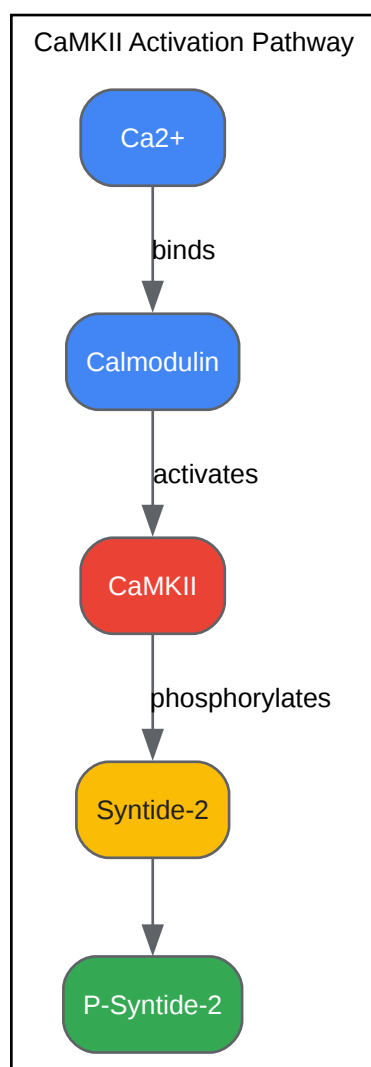 CaMKII Activation Pathway
Ca2+
binds
Calmodulin
activates
CaMKII
phosphorylates
Syntide-2
P-Syntide-2